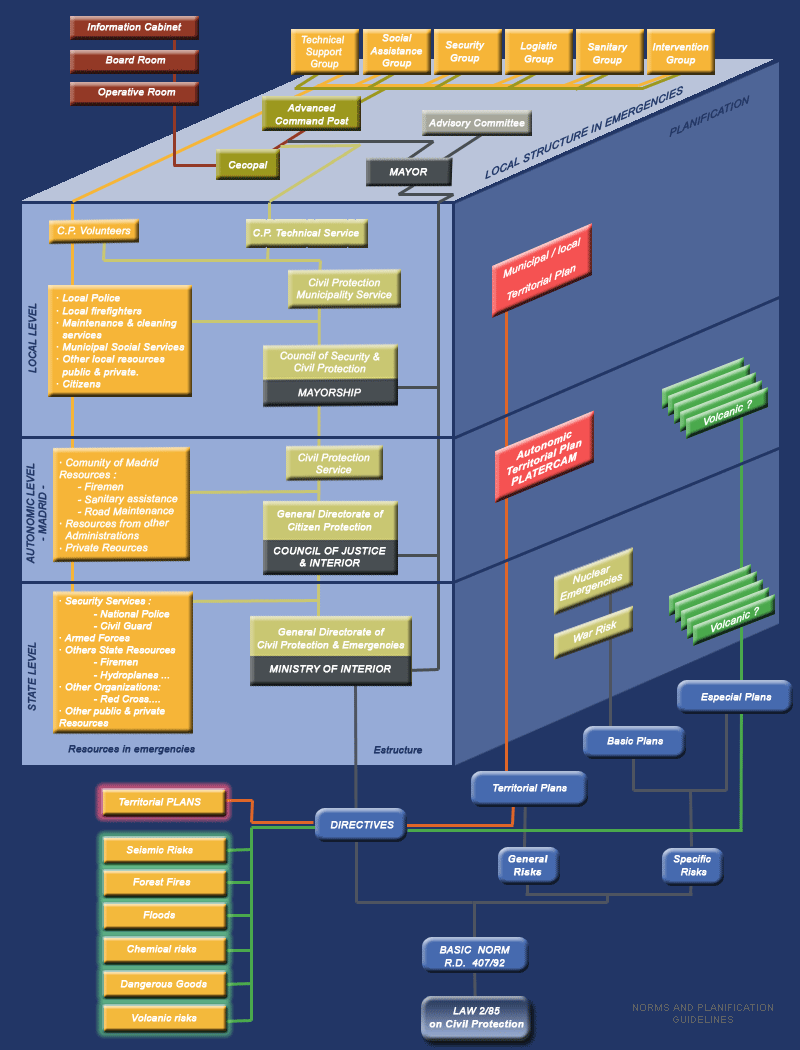 Information Cabinet
Board Room
Operative Room
Technical
Support
Group
Social
Assistance
Group
Security
Group
Logistic
Group
Sanitary
Group
Intervention
Group
Advanced
Command Post
Advisory Committee
Cecopal
MAYOR
LOCAL STRUCTURE IN EMERGENCIES
PLANIFICATION
LOCAL LEVEL
C.P. Volunteers
C.P. Technical Service
Civil Protection
Municipality Service
· Local Police
· Local firefighters
· Maintenance & cleaning
services
· Municipal Social Services
· Other local resources
public & private.
· Citizens
Council of Security &
Civil Protection
MAYORSHIP
Municipal / local
Territorial Plan
Volcanic ?
AUTONOMIC LEVEL
- MADRID -
· Comunity of Madrid
Resources :
- Firemen
- Sanitary assistance
- Road Maintenence
· Resources from other
Administrations
· Private Reources
Civil Protection
Service
General Directorate of
Citizen Protection
COUNCIL OF JUSTICE
& INTERIOR
Autonomic
Territorial Plan
PLATERCAM
STATE LEVEL
· Security Services :
- National Police
- Civil Guard
· Armed Forces
· Others State Resources
- Firemen
- Hydroplanes ...
· Other Organizations:
- Red Cross....
· Other public & private
Resources
General Directorate of
Civil Protection & Emergencies
MINISTRY OF INTERIOR
Nuclear
Emergencies
War Risk
Volcanic ?
Resources in emergencies
Estructure
Especial Plans
Basic Plans
Territorial Plans
Territorial PLANS
DIRECTIVES
Seismic Risks
Forest Fires
Floods
Chemical risks
Dangerous Goods
Volcanic risks
General
Risks
Specific
Risks
BASIC NORM
R.D. 407/92
LAW 2/85
on Civil Protection
NORMS AND PLANIFICATION
GUIDELINES